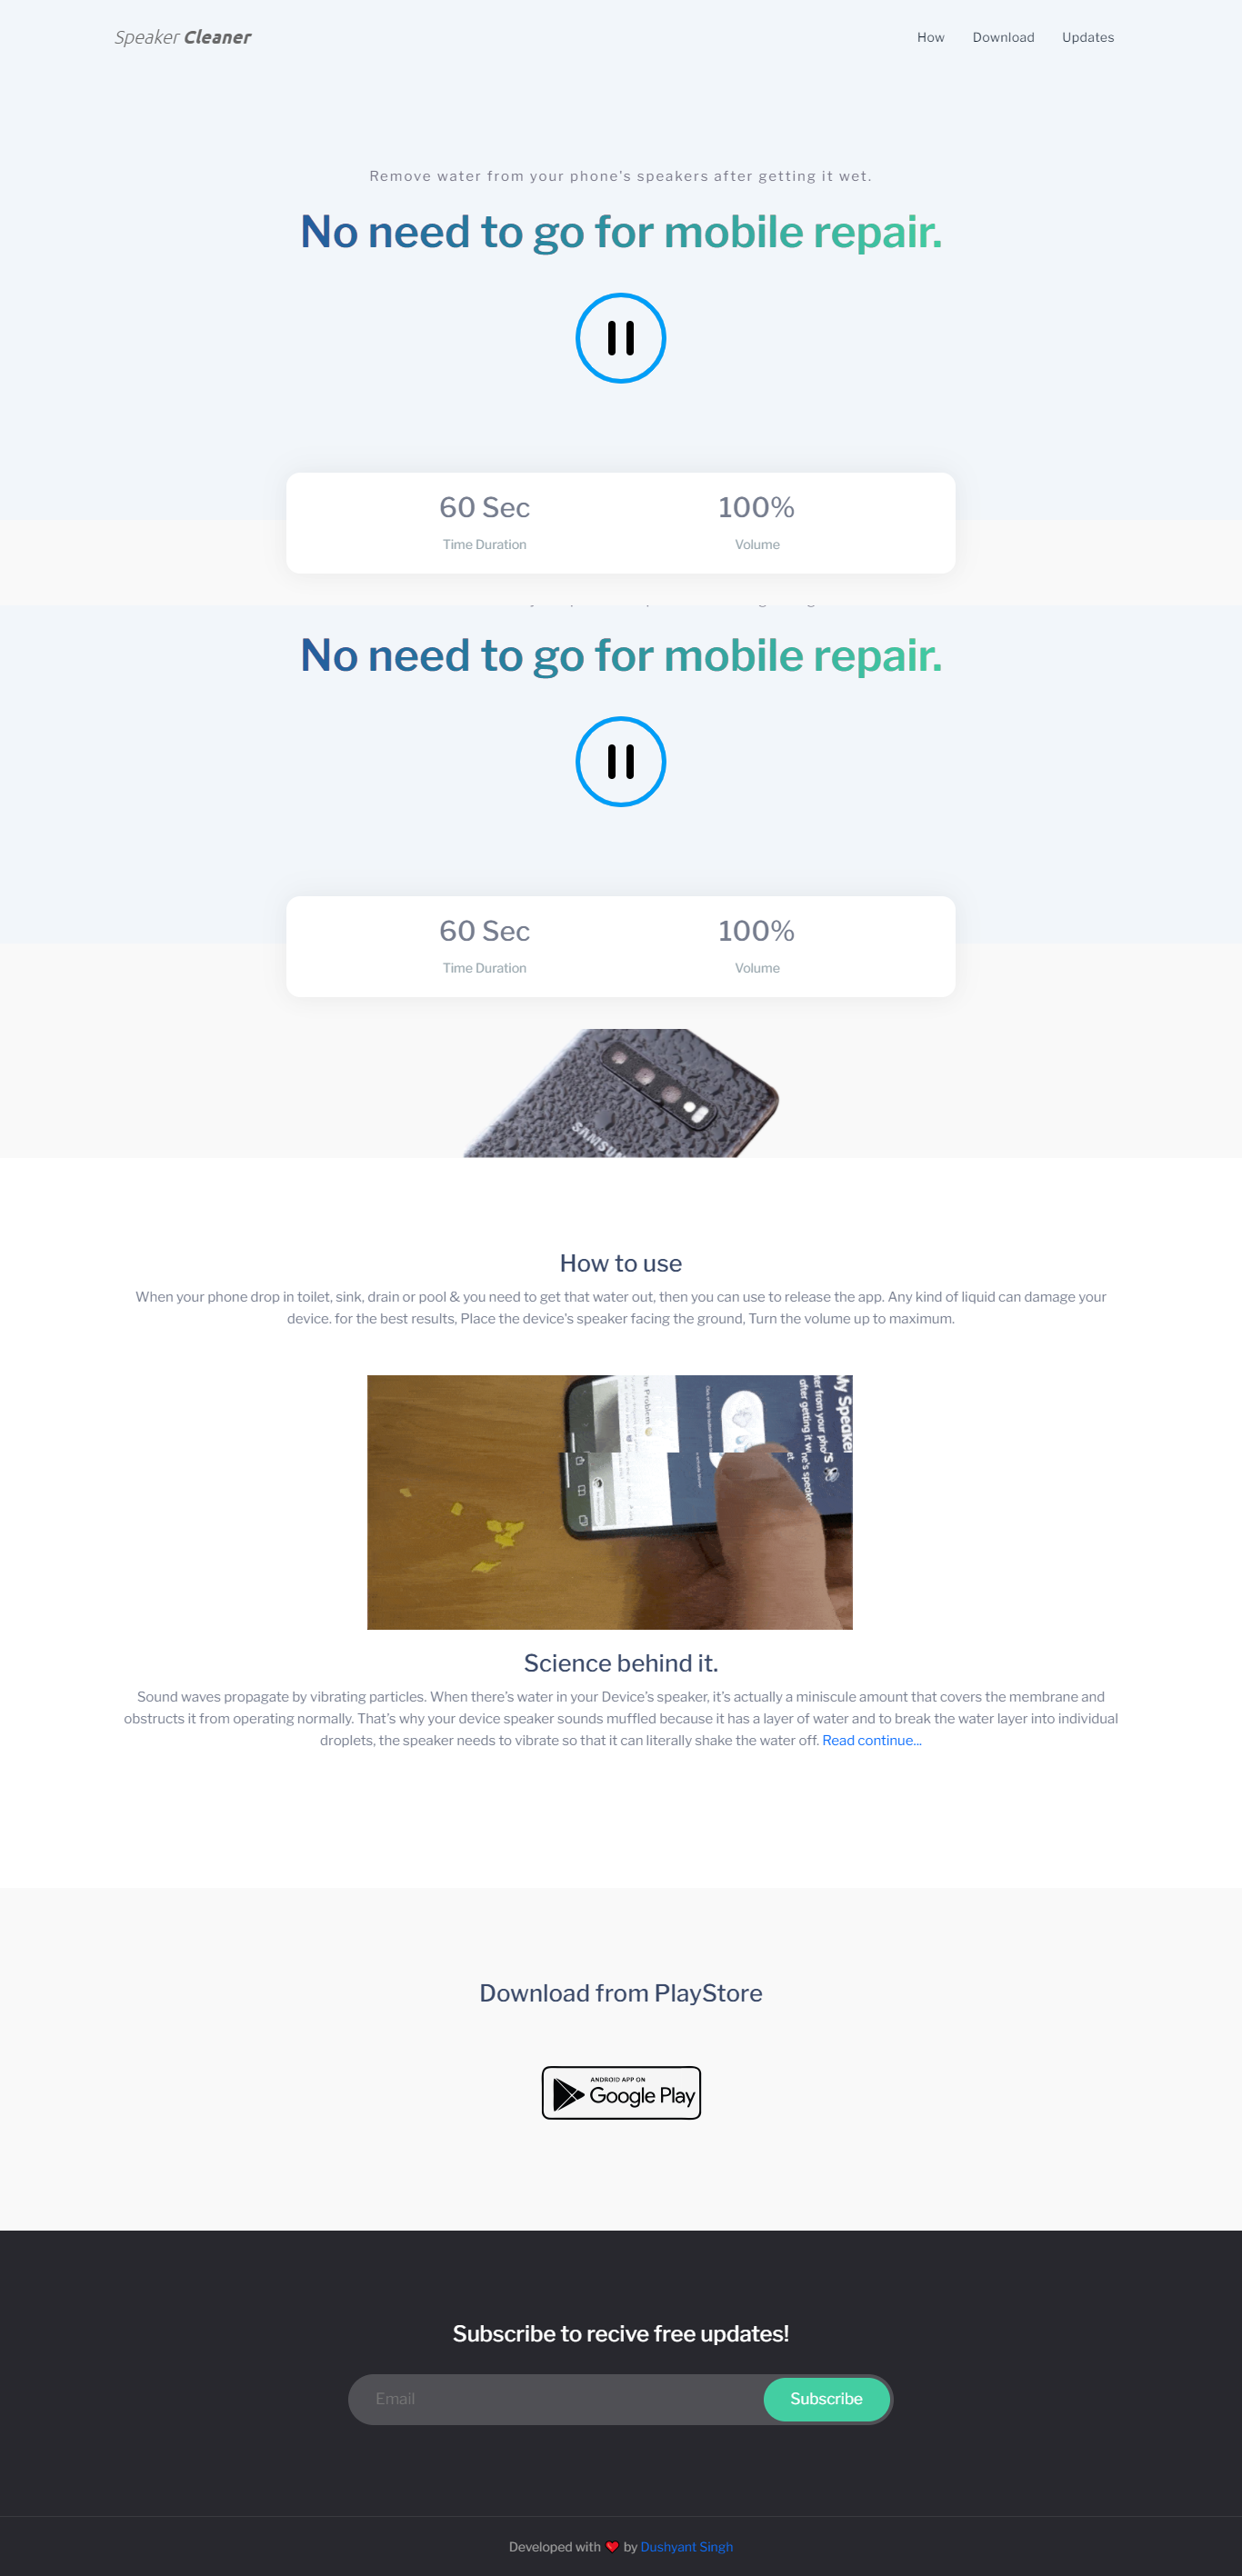 Speaker Cleaner
How Download Updates
Remove water from your phone's speakers after getting it wet.
No need to go for mobile repair.
60 Sec 100%
Time Duration Volume
No need to go for mobile repair.
60 Sec 100%
Time Duration Volume
SAMSUN
How to use
When your phone drop in toilet, sink, drain or pool & you need to get that water out, then you can use to release the app. Any kind of liquid can damage your
device. for the best results, Place the device's speaker facing the ground, Turn the volume up to maximum.
My Speaker
Science behind it.
Sound waves propagate by vibrating particles. When there's water in your Device's speaker, it's actually a miniscule amount that covers the membrane and
obstructs it from operating normally. That's why your device speaker sounds muffled because it has a layer of water and to break the water layer into individual
droplets, the speaker needs to vibrate so that it can literally shake the water off. Read continue...
Download from PlayStore
ANDROID APP ON
Google Play
Subscribe to recive free updates!
Email Subscribe
Developed with ❤️ by Dushyant Singh